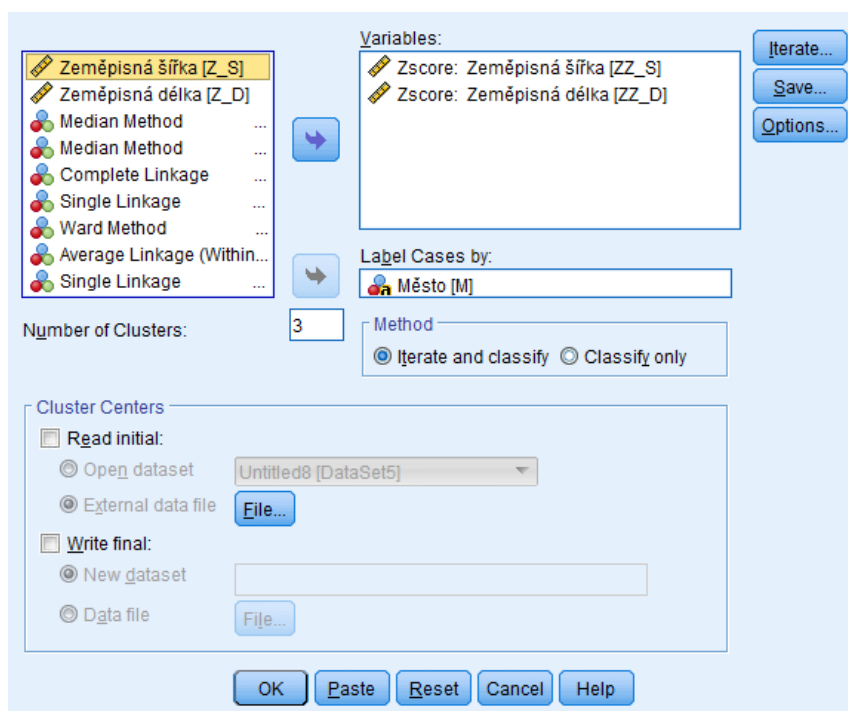 Variables:
Zeměpisná šířka [Z_S]
Zeměpisná délka [Z_D]
Median Method ...
Median Method ...
Complete Linkage ...
Single Linkage ...
Ward Method ...
Average Linkage (Within...
Single Linkage ...
Zscore: Zeměpisná šířka [ZZ_S]
Zscore: Zeměpisná délka [ZZ_D]
Iterate...
Save...
Options...
Label Cases by:
Město [M]
Number of Clusters: 3
Method
Iterate and classify Classify only
Cluster Centers
Read initial:
Open dataset Untitled8 [DataSet5]
External data file File...
Write final:
New dataset
Data file File...
OK Paste Reset Cancel Help